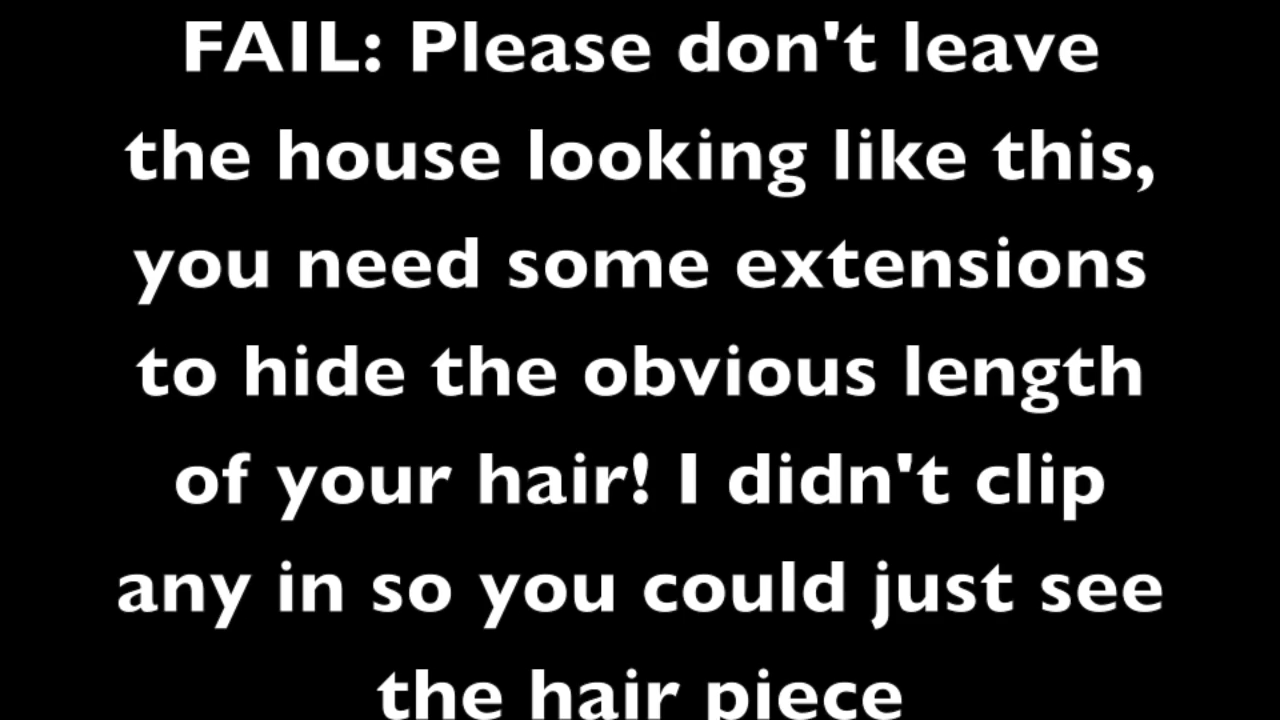 FAIL: Please don't leave
the house looking like this,
you need some extensions
to hide the obvious length
of your hair! I didn't clip
any in so you could just see
the hair piece